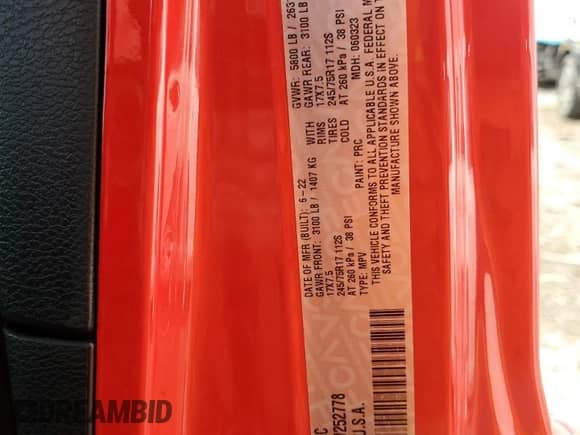 DATE OF MFR (BUILT): 6-22
GVWR: 5800 LB / 263
GAWR FRONT: 3100 LB / 1407 KG WITH
GAWR REAR: 3100 LB
17X7.5 RIMS
17X7.5
245/75R17 112S TIRES
245/75R17 112S
AT 260 kPa / 38 PSI COLD
AT 260 kPa / 38 PSI
TYPE: MPV PAINT: PRC
MDH: 060323
THIS VEHICLE CONFORMS TO ALL APPLICABLE U.S.A. FEDERAL M
SAFETY AND THEFT PREVENTION STANDARDS IN EFFECT ON
MANUFACTURE SHOWN ABOVE.
252778
U.S.A.